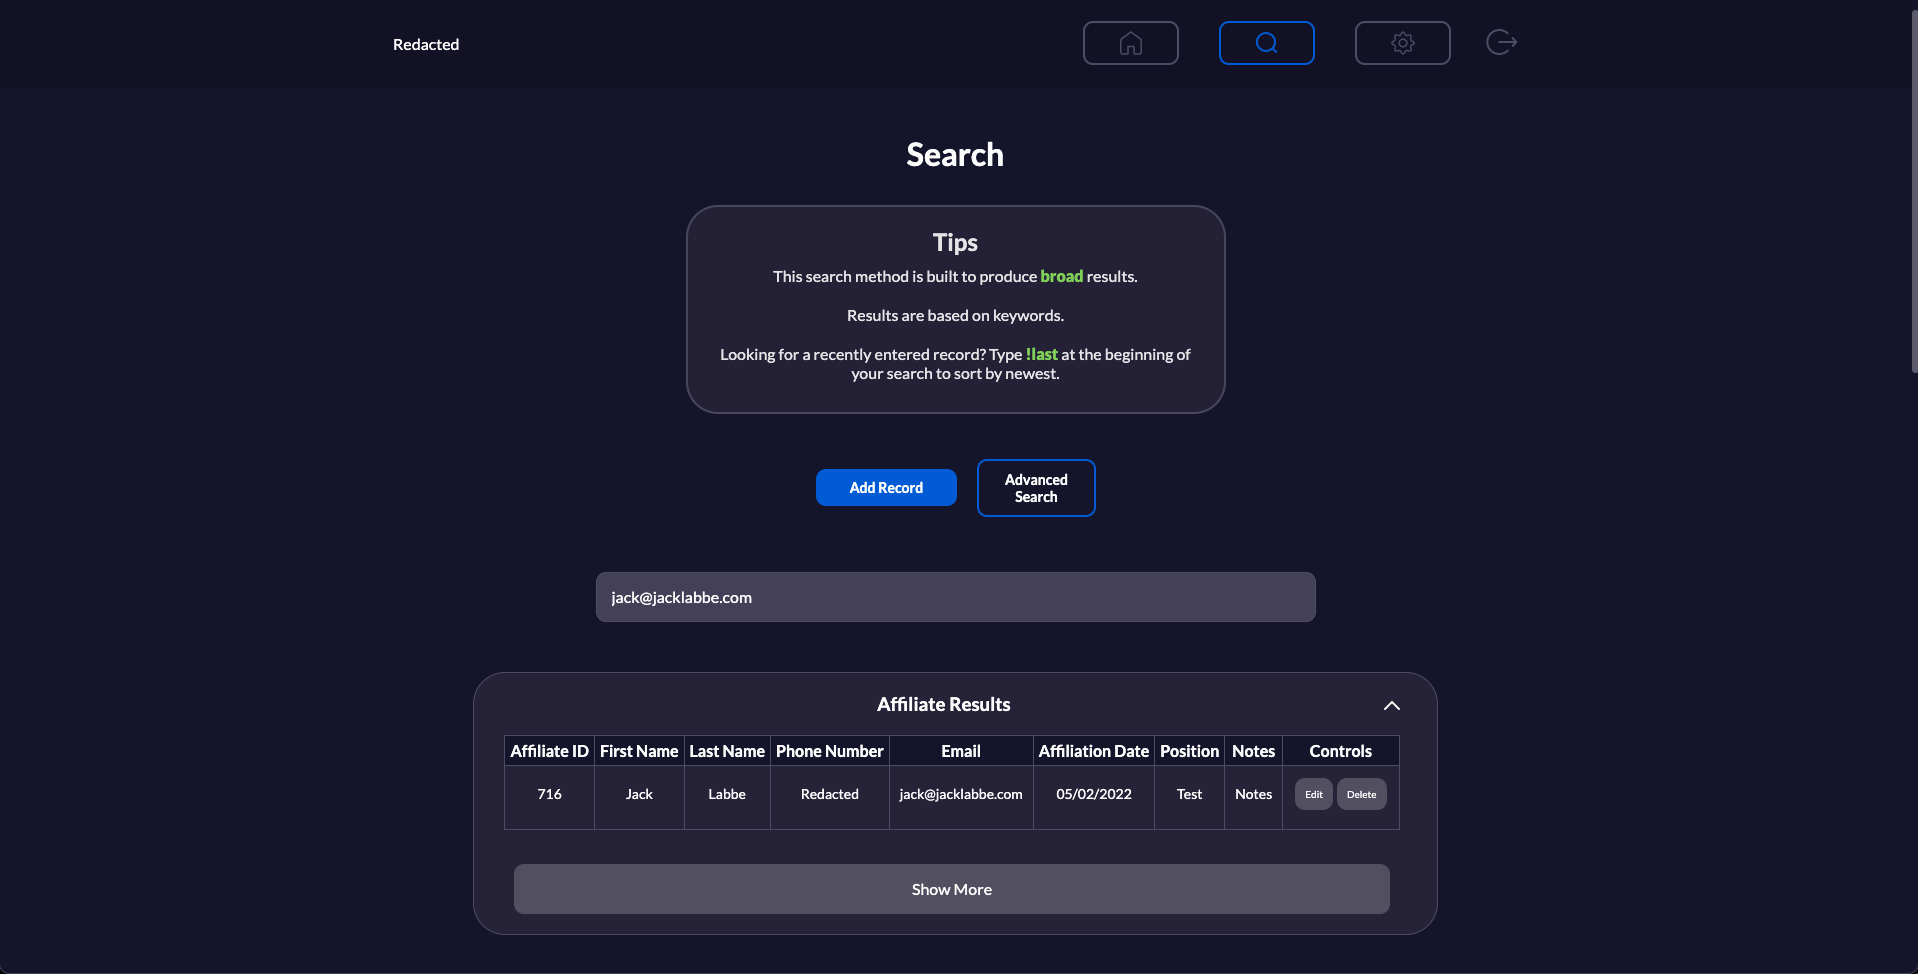 Redacted
Search
Tips
This search method is built to produce broad results.
Results are based on keywords.
Looking for a recently entered record? Type !last at the beginning of
your search to sort by newest.
Add Record
Advanced
Search
jack@jacklabbe.com
Affiliate Results
Affiliate ID First Name Last Name Phone Number Email Affiliation Date Position Notes Controls
716 Jack Labbe Redacted jack@jacklabbe.com 05/02/2022 Test Notes Edit Delete
Show More